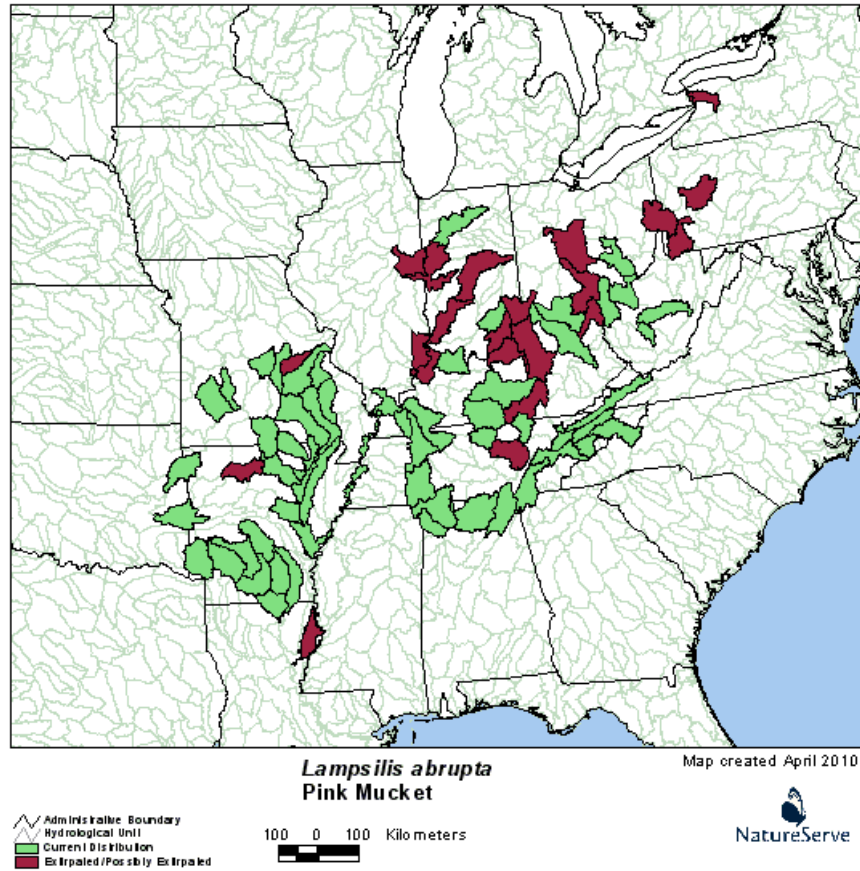 Lampsilis abrupta
Pink Mucket
Map created April 2010
Administrative Boundary
Hydrological Unit
Current Distribution
Extirpated/Possibly Extirpated
100 0 100 Kilometers
NatureServe